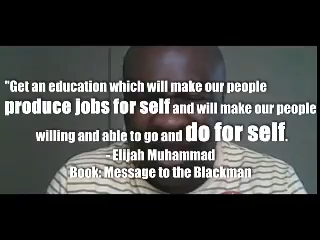 "Get an education which will make our people
produce jobs for self and will make our people
willing and able to go and do for self.
- Elijah Muhammad
Book: Message to the Blackman